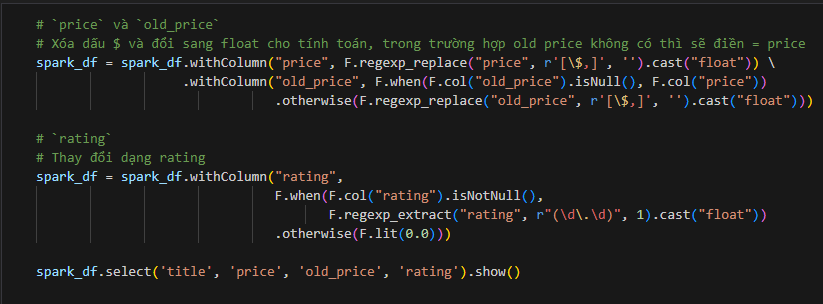 # `price` và `old_price`
# Xóa dấu $ và đổi sang float cho tính toán, trong trường hợp old price không có thì sẽ điền = price
spark_df = spark_df.withColumn("price", F.regexp_replace("price", r'[\$,]', '').cast("float")) \
.withColumn("old_price", F.when(F.col("old_price").isNull(), F.col("price"))
.otherwise(F.regexp_replace("old_price", r'[\$,]', '').cast("float")))
# `rating`
# Thay đổi dạng rating
spark_df = spark_df.withColumn("rating",
F.when(F.col("rating").isNotNull(),
F.regexp_extract("rating", r"(\d\.\d)", 1).cast("float"))
.otherwise(F.lit(0.0)))
spark_df.select('title', 'price', 'old_price', 'rating').show()